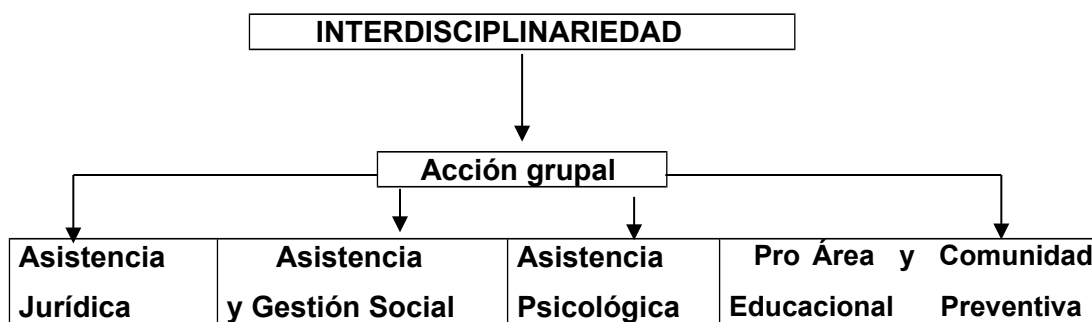 INTERDISCIPLINARIEDAD
Acción grupal
Asistencia
Jurídica
Asistencia
y Gestión Social
Asistencia
Psicológica
Pro Área y Comunidad
Educacional Preventiva